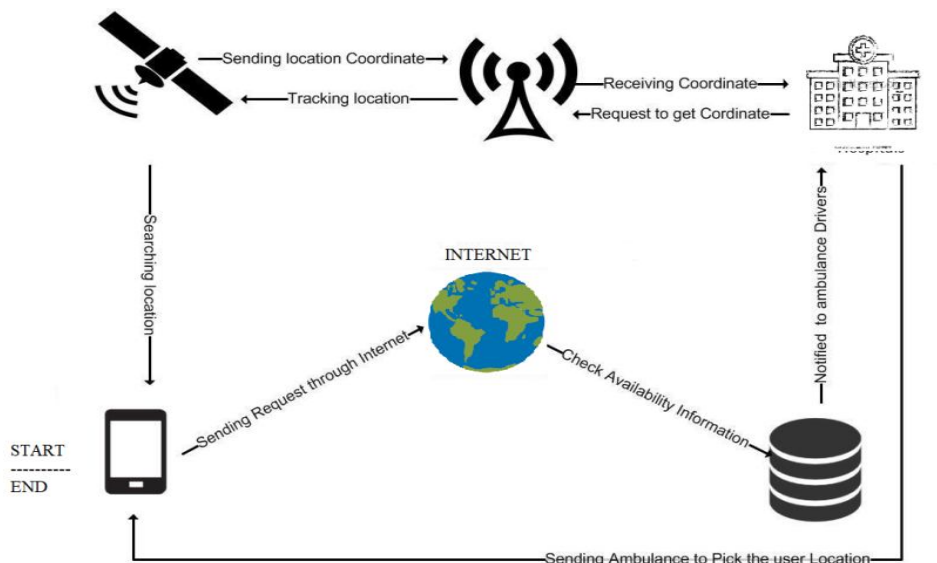 Sending location Coordinate
Tracking location
Receiving Coordinate
Request to get Cordinate
Hospitals
Searching location
INTERNET
Sending Request through Internet
Check Availability Information
Notified to ambulance Drivers
START
----------
END
Sending Ambulance to Pick the user Location